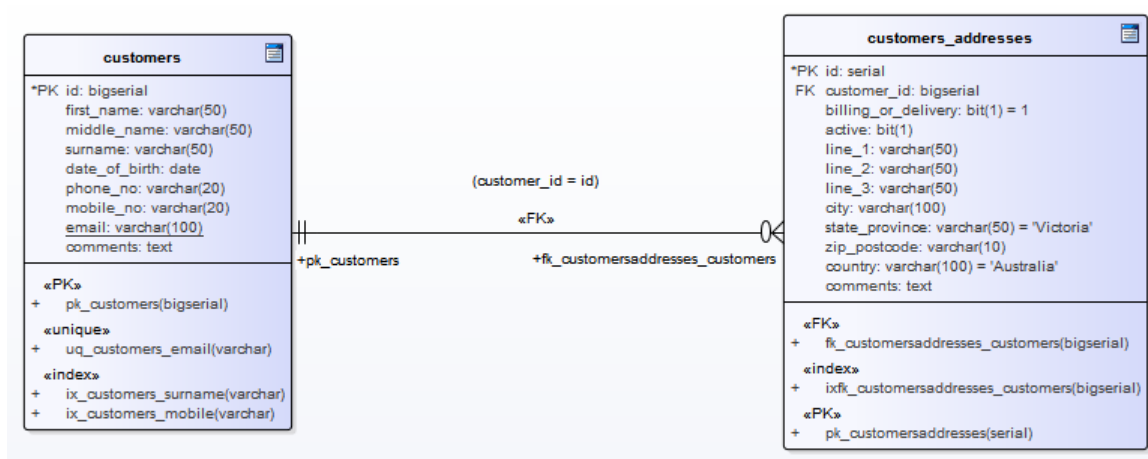 customers
*PK id: bigserial
first_name: varchar(50)
middle_name: varchar(50)
surname: varchar(50)
date_of_birth: date
phone_no: varchar(20)
mobile_no: varchar(20)
email: varchar(100)
comments: text
«PK»
+ pk_customers(bigserial)
«unique»
+ uq_customers_email(varchar)
«index»
+ ix_customers_surname(varchar)
+ ix_customers_mobile(varchar)
(customer_id = id)
«FK»
+pk_customers
+fk_customersaddresses_customers
customers_addresses
*PK id: serial
FK customer_id: bigserial
billing_or_delivery: bit(1) = 1
active: bit(1)
line_1: varchar(50)
line_2: varchar(50)
line_3: varchar(50)
city: varchar(100)
state_province: varchar(50) = 'Victoria'
zip_postcode: varchar(10)
country: varchar(100) = 'Australia'
comments: text
«FK»
+ fk_customersaddresses_customers(bigserial)
«index»
+ ixfk_customersaddresses_customers(bigserial)
«PK»
+ pk_customersaddresses(serial)